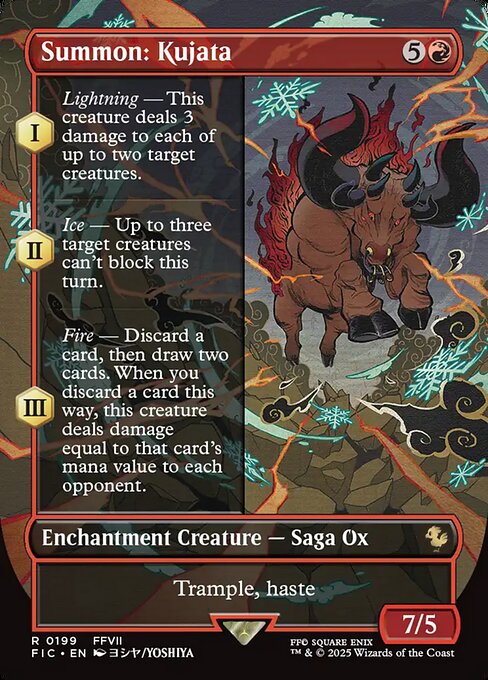 Summon: Kujata
5
I
Lightning — This
creature deals 3
damage to each of
up to two target
creatures.
II
Ice — Up to three
target creatures
can't block this
turn.
III
Fire — Discard a
card, then draw two
cards. When you
discard a card this
way, this creature
deals damage
equal to that card's
mana value to each
opponent.
Enchantment Creature — Saga Ox
Trample, haste
7/5
R 0199 FFVII
FIC • EN ヨシヤ/YOSHIYA
FF© SQUARE ENIX
™ & © 2025 Wizards of the Coast